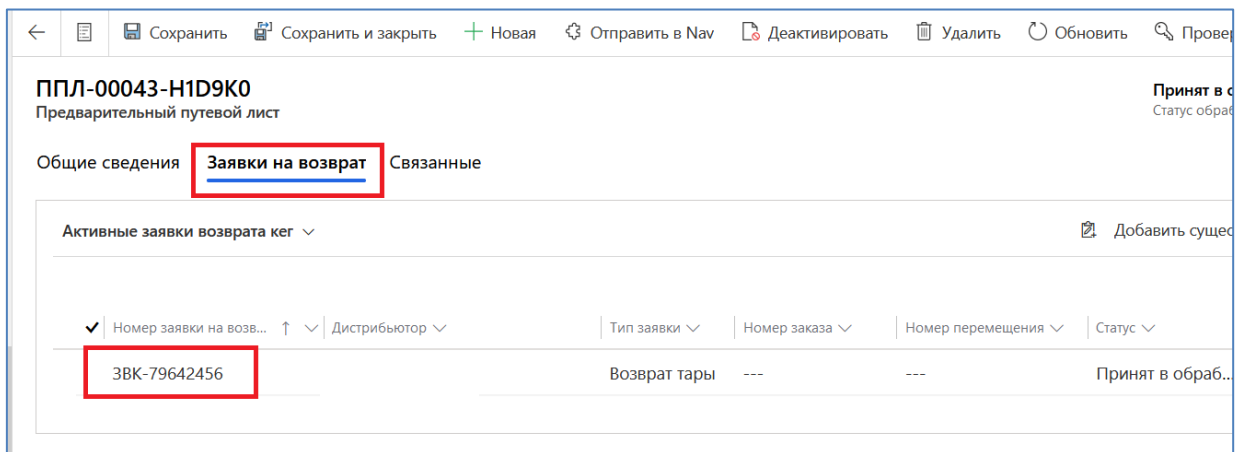 Сохранить Сохранить и закрыть Новая Отправить в Nav Деактивировать Удалить Обновить Провер
ППЛ-00043-H1D9K0
Предварительный путевой лист
Принят в о
Статус обраб
Общие сведения Заявки на возврат Связанные
Активные заявки возврата кег
Добавить сущес
Номер заявки на возв... Дистрибьютор Тип заявки Номер заказа Номер перемещения Статус
ЗВК-79642456 Возврат тары --- --- Принят в обраб...